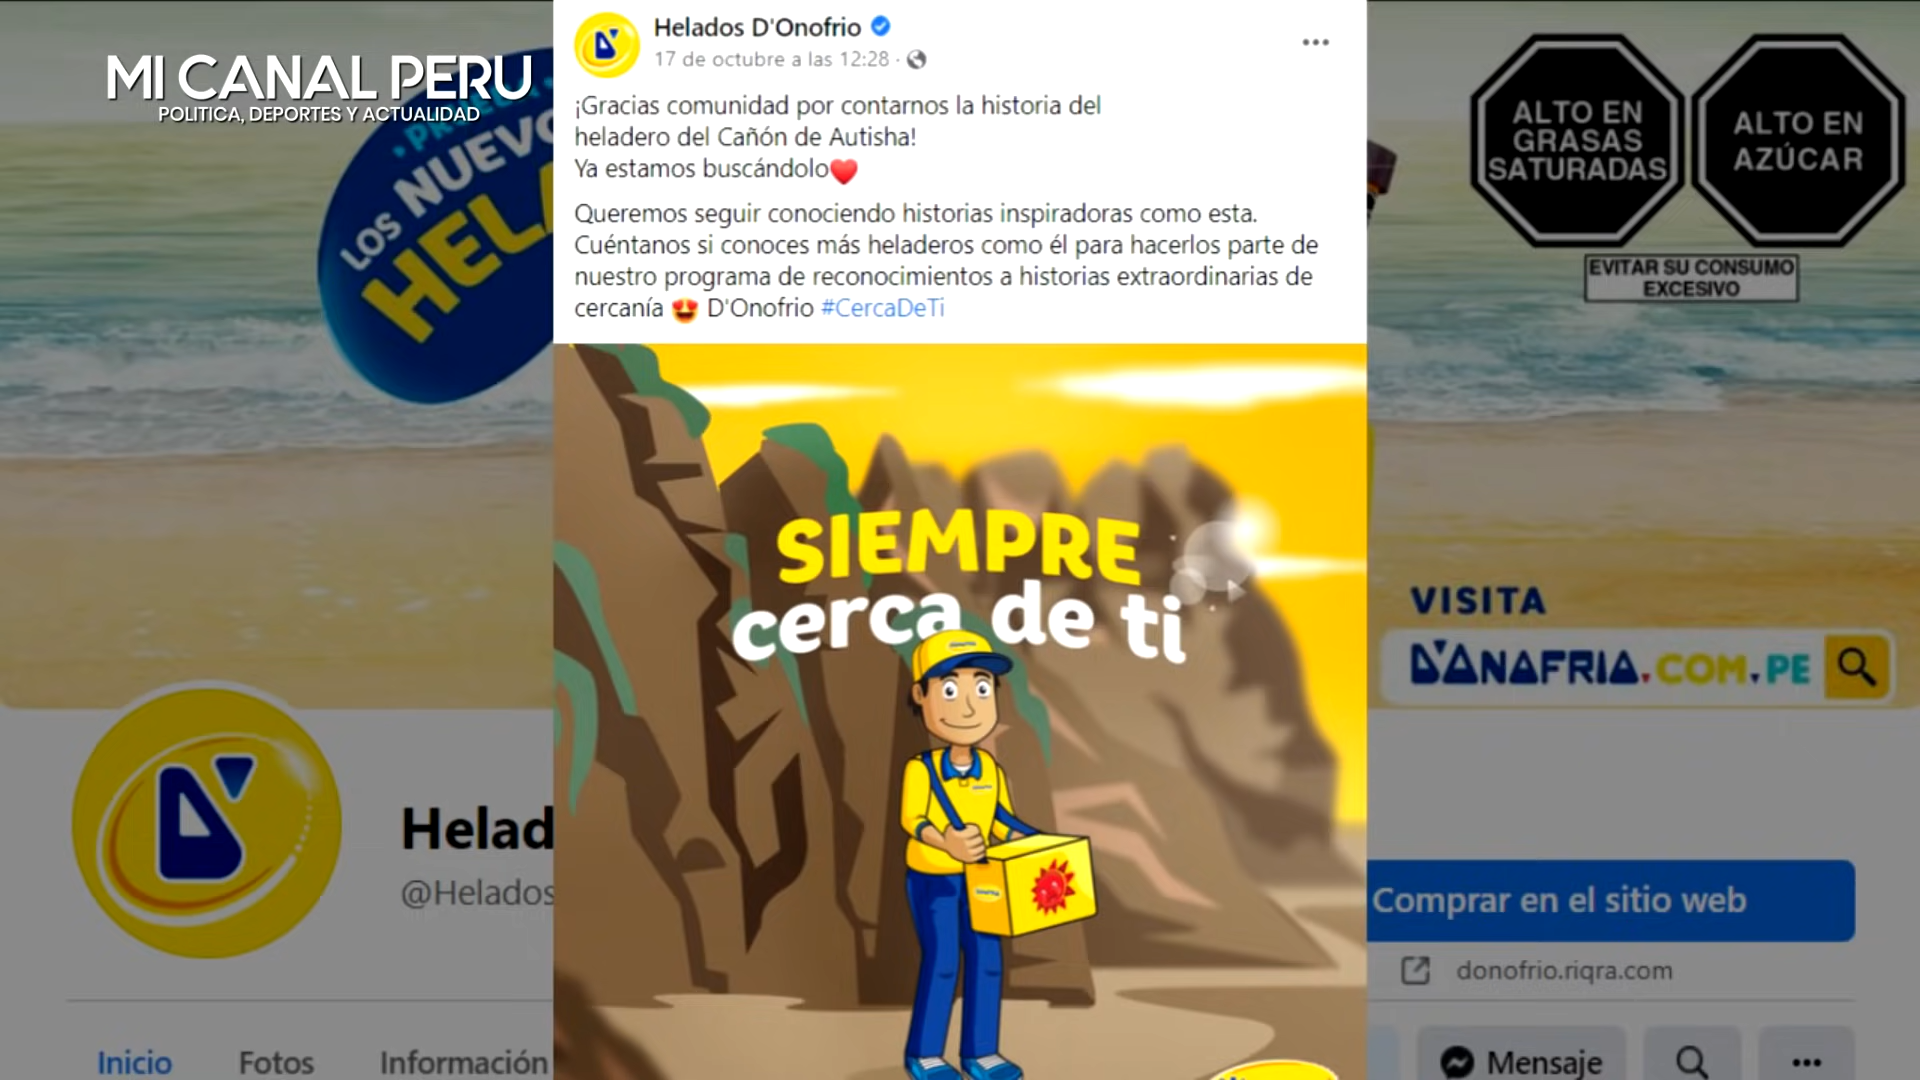 MI CANAL PERU
POLITICA, DEPORTES Y ACTUALIDAD
LOS NUEVO
HELA
Helados D'Onofrio
17 de octubre a las 12:28 ·
¡Gracias comunidad por contarnos la historia del
heladero del Cañón de Autisha!
Ya estamos buscándolo❤️
Queremos seguir conociendo historias inspiradoras como esta.
Cuéntanos si conoces más heladeros como él para hacerlos parte de
nuestro programa de reconocimientos a historias extraordinarias de
cercanía 😍 D'Onofrio #CercaDeTi
SIEMPRE
cerca de ti
ALTO EN
GRASAS
SATURADAS
ALTO EN
AZÚCAR
EVITAR SU CONSUMO
EXCESIVO
VISITA
D'ANAFRIA.COM.PE
Helad
@Helados
Comprar en el sitio web
donofrio.riqra.com
Inicio
Fotos
Información
Mensaje